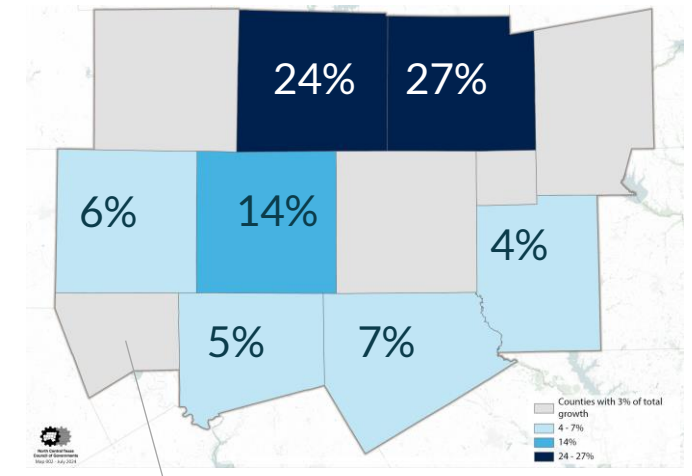 24%
27%
6%
14%
4%
5%
7%
Counties with 3% of total
growth
4 - 7%
14%
24 - 27%
North Central Texas
Council of Governments